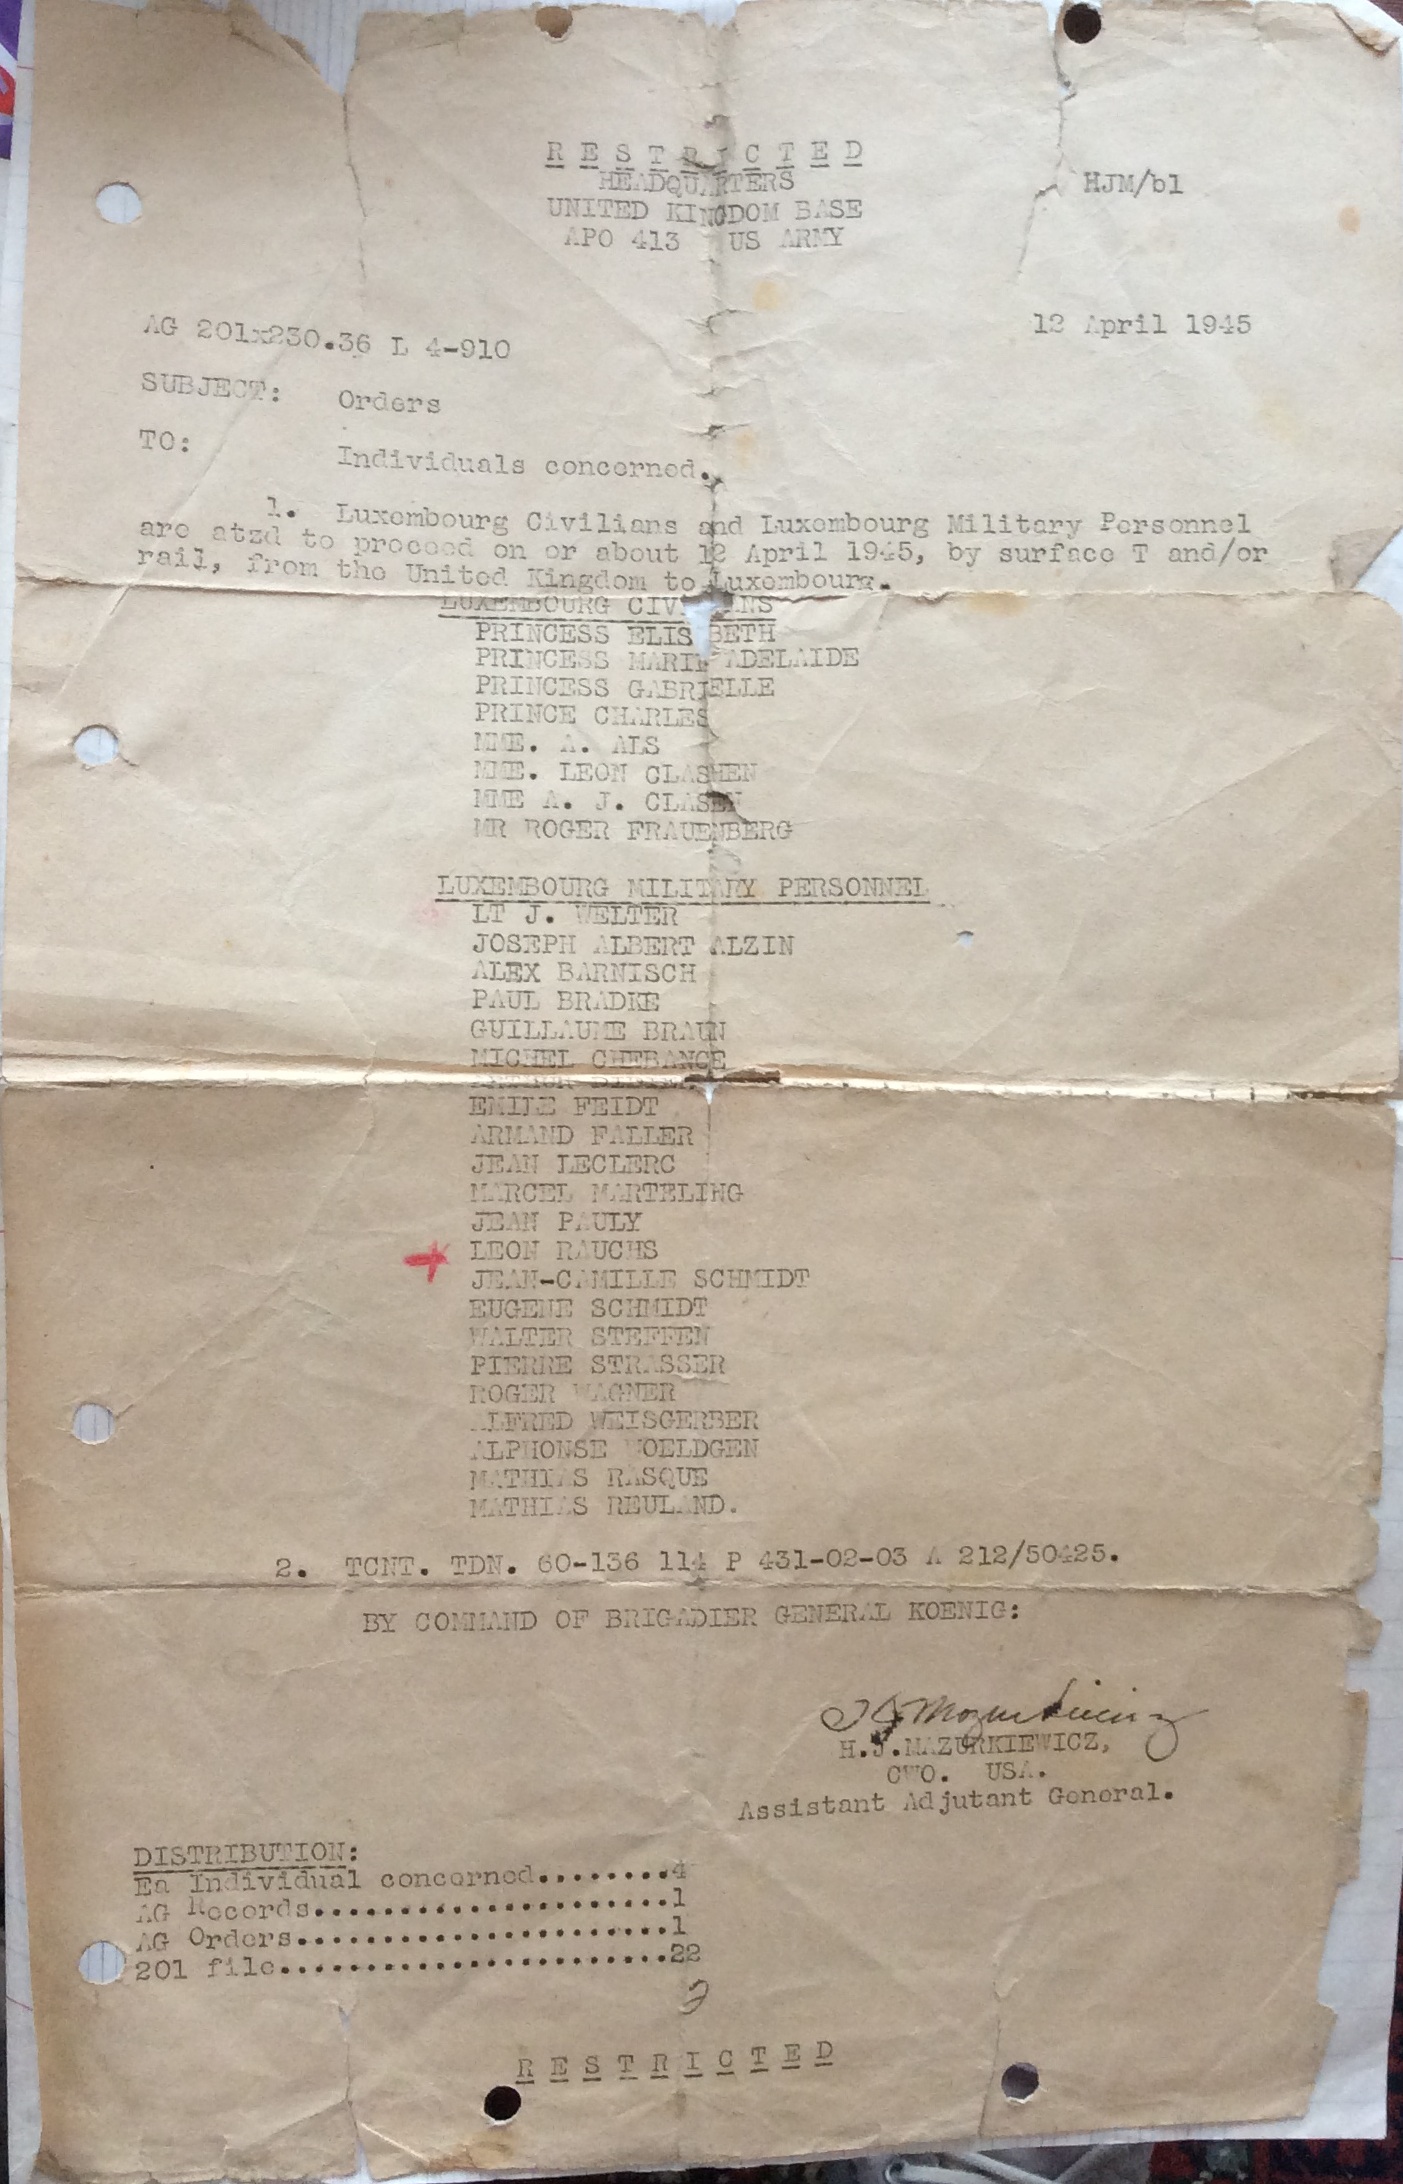 RESTRICTED
HEADQUARTERS
UNITED KINGDOM BASE
APO 413 US ARMY
HJM/bl
AG 201x230.36 L 4-910
12 April 1945
SUBJECT: Orders
TO: Individuals concerned.
1. Luxembourg Civilians and Luxembourg Military Personnel
are atzd to proceed on or about 12 April 1945, by surface T and/or
rail, from the United Kingdom to Luxembourg.
LUXEMBOURG CIVILIANS
PRINCESS ELISABETH
PRINCESS MARIE ADELAIDE
PRINCESS GABRIELLE
PRINCE CHARLES
MME. A. ALS
MME. LEON CLASHEN
MME A. J. CLASEN
MR ROGER FRAUENBERG
LUXEMBOURG MILITARY PERSONNEL
LT J. WELTER
JOSEPH ALBERT ALZIN
ALEX BARNISCH
PAUL BRADKE
GUILLAUME BRAUN
MICHEL CHEBANCE
EMILE FEIDT
ARMAND FALLER
JEAN LECLERC
MARCEL MARTELING
JEAN PAULY
LEON RAUCHS
JEAN-CAMILLE SCHMIDT
EUGENE SCHMIDT
WALTER STEFFEN
PIERRE STRASSER
ROGER WAGNER
ALFRED WEISGERBER
ALPHONSE WOELDGEN
MATHIAS RASQUE
MATHIAS REULAND.
2. TCNT. TDN. 60-136 114 P 431-02-03 A 212/50425.
BY COMMAND OF BRIGADIER GENERAL KOENIG:
H J Mazurkiewicz
H.J.MAZURKIEWICZ,
CWO. USA.
Assistant Adjutant General.
DISTRIBUTION:
Ea Individual concerned........4
AG Records.....................1
AG Orders......................1
201 file.......................22
2
RESTRICTED